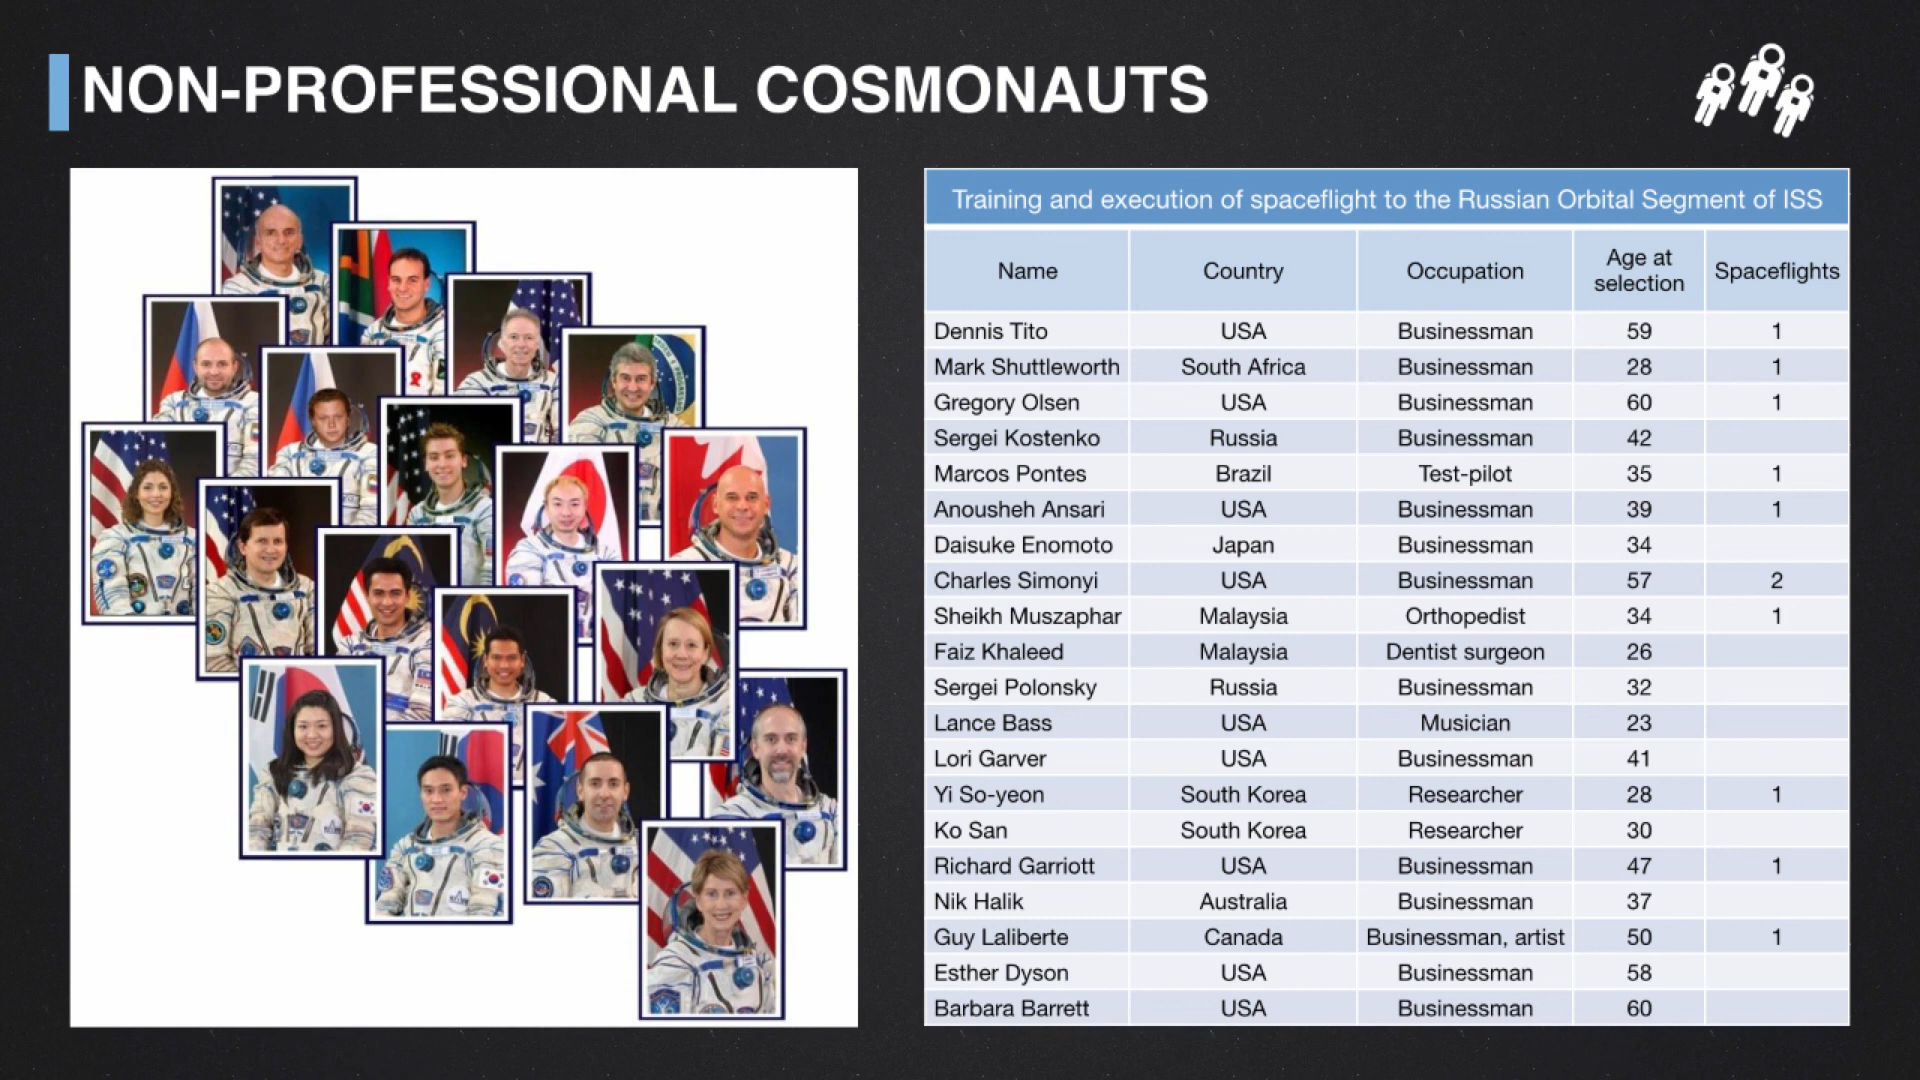 NON-PROFESSIONAL COSMONAUTS
Training and execution of spaceflight to the Russian Orbital Segment of ISS
Name Country Occupation Age at selection Spaceflights
Dennis Tito USA Businessman 59 1
Mark Shuttleworth South Africa Businessman 28 1
Gregory Olsen USA Businessman 60 1
Sergei Kostenko Russia Businessman 42
Marcos Pontes Brazil Test-pilot 35 1
Anousheh Ansari USA Businessman 39 1
Daisuke Enomoto Japan Businessman 34
Charles Simonyi USA Businessman 57 2
Sheikh Muszaphar Malaysia Orthopedist 34 1
Faiz Khaleed Malaysia Dentist surgeon 26
Sergei Polonsky Russia Businessman 32
Lance Bass USA Musician 23
Lori Garver USA Businessman 41
Yi So-yeon South Korea Researcher 28 1
Ko San South Korea Researcher 30
Richard Garriott USA Businessman 47 1
Nik Halik Australia Businessman 37
Guy Laliberte Canada Businessman, artist 50 1
Esther Dyson USA Businessman 58
Barbara Barrett USA Businessman 60